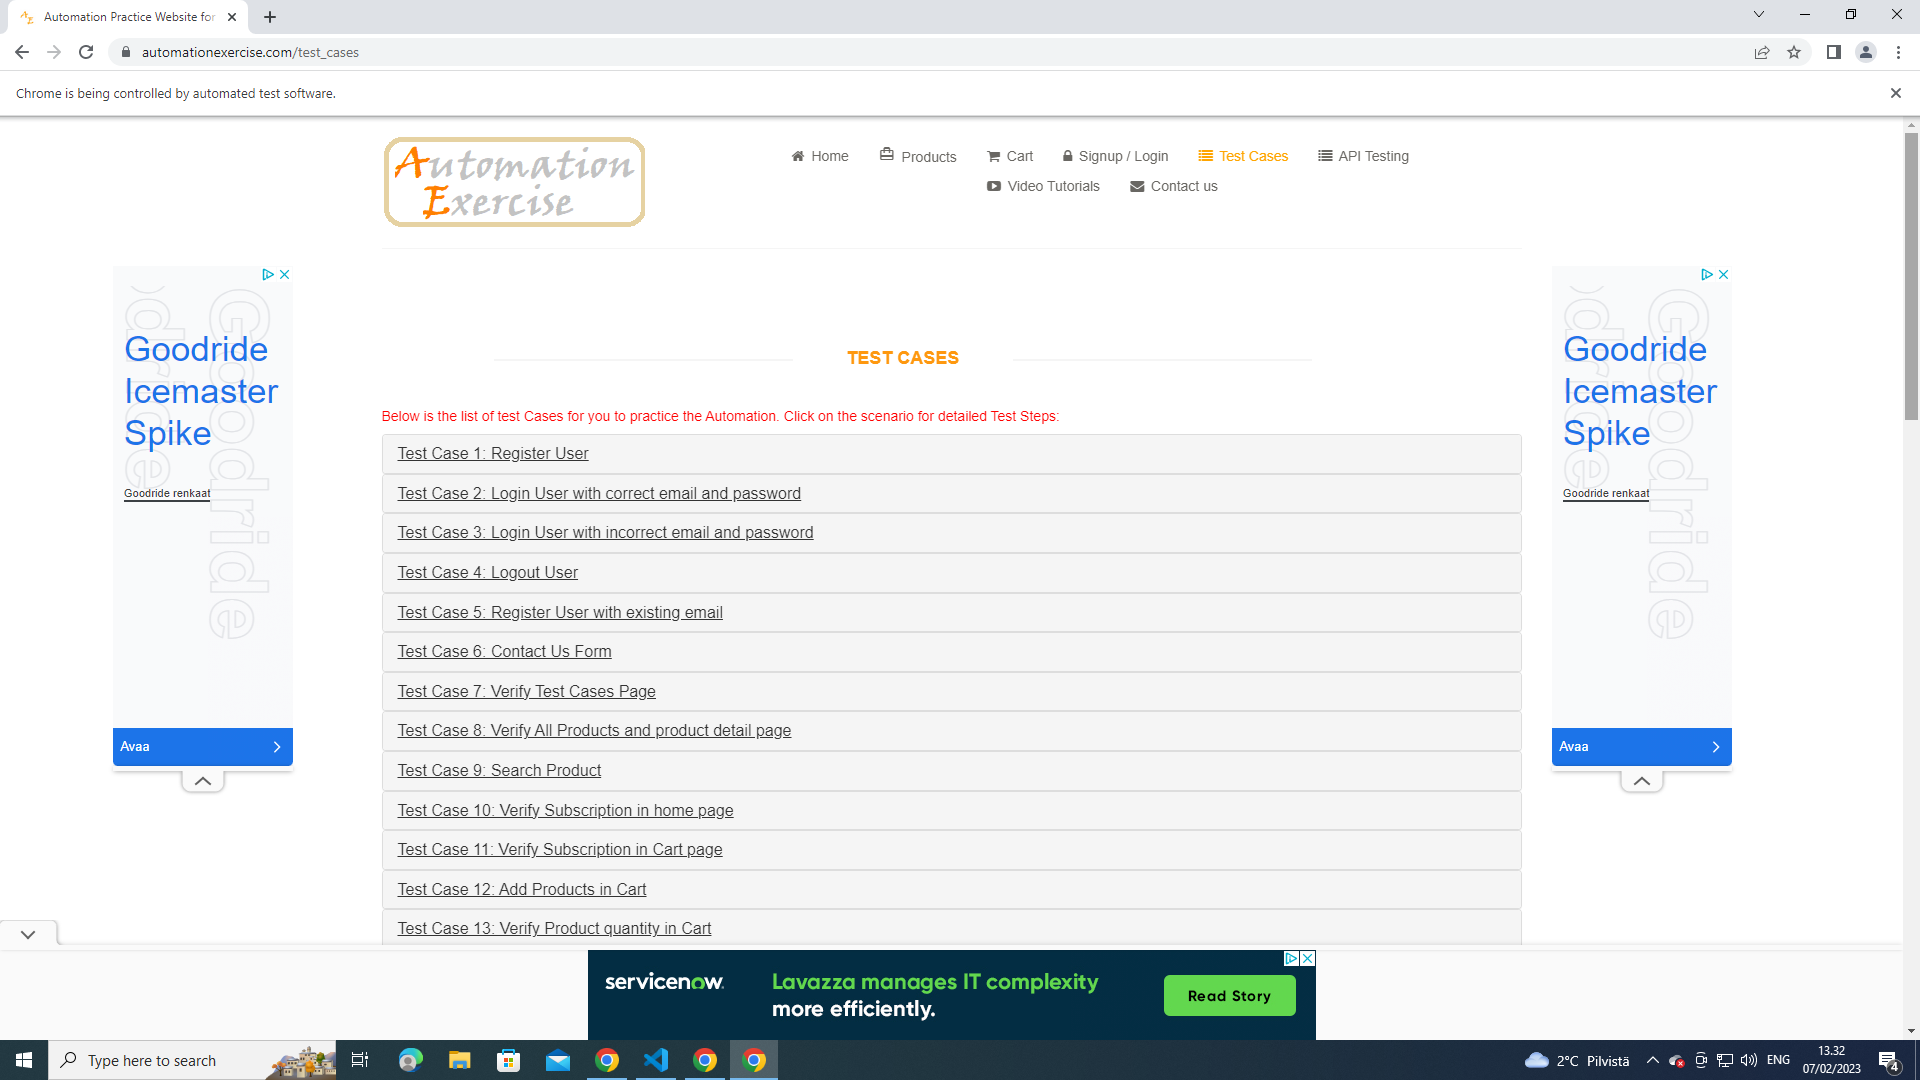 Automation Practice Website for
automationexercise.com/test_cases
Chrome is being controlled by automated test software.
Automation
Exercise
Home
Products
Cart
Signup / Login
Test Cases
API Testing
Video Tutorials
Contact us
TEST CASES
Below is the list of test Cases for you to practice the Automation. Click on the scenario for detailed Test Steps:
Test Case 1: Register User
Test Case 2: Login User with correct email and password
Test Case 3: Login User with incorrect email and password
Test Case 4: Logout User
Test Case 5: Register User with existing email
Test Case 6: Contact Us Form
Test Case 7: Verify Test Cases Page
Test Case 8: Verify All Products and product detail page
Test Case 9: Search Product
Test Case 10: Verify Subscription in home page
Test Case 11: Verify Subscription in Cart page
Test Case 12: Add Products in Cart
Test Case 13: Verify Product quantity in Cart
Goodride
Icemaster
Spike
Goodride renkaat
Goodride
odride
Avaa
Goodride
Icemaster
Spike
Goodride renkaat
Goodride
odride
Avaa
servicenow
Lavazza manages IT complexity
more efficiently.
Read Story
Type here to search
2°C Pilvistä
ENG
13.32
07/02/2023
4